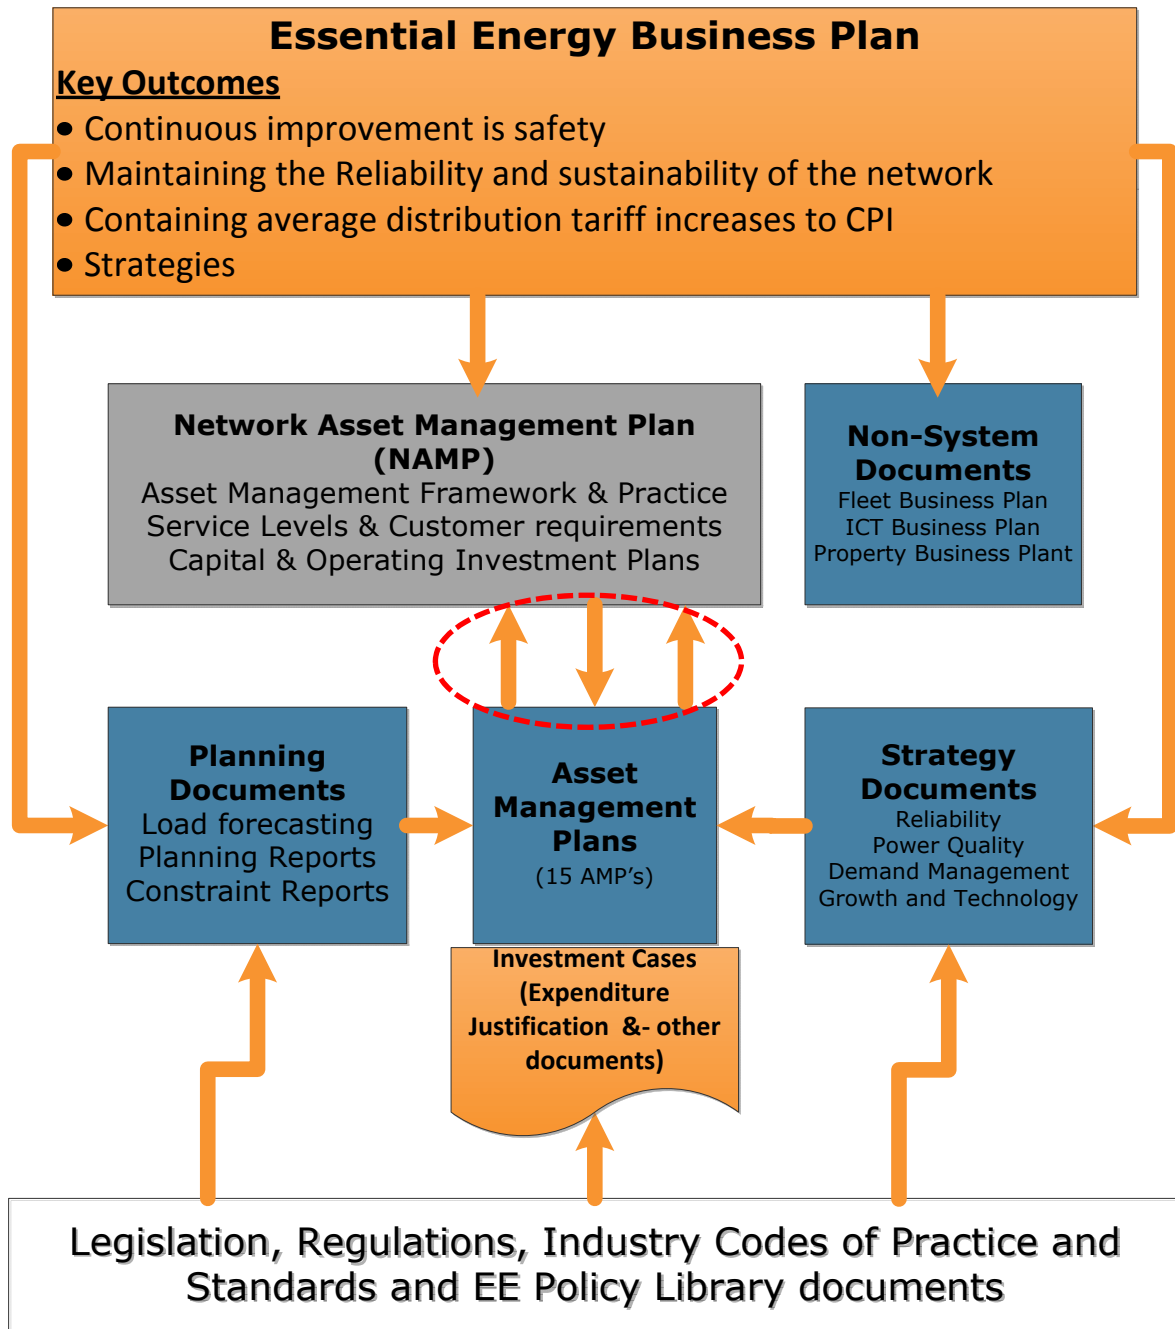 Essential Energy Business Plan
Key Outcomes
• Continuous improvement is safety
• Maintaining the Reliability and sustainability of the network
• Containing average distribution tariff increases to CPI
• Strategies
Network Asset Management Plan
(NAMP)
Asset Management Framework & Practice
Service Levels & Customer requirements
Capital & Operating Investment Plans
Non-System
Documents
Fleet Business Plan
ICT Business Plan
Property Business Plant
Planning
Documents
Load forecasting
Planning Reports
Constraint Reports
Asset
Management
Plans
(15 AMP's)
Strategy
Documents
Reliability
Power Quality
Demand Management
Growth and Technology
Investment Cases
(Expenditure
Justification &- other
documents)
Legislation, Regulations, Industry Codes of Practice and
Standards and EE Policy Library documents